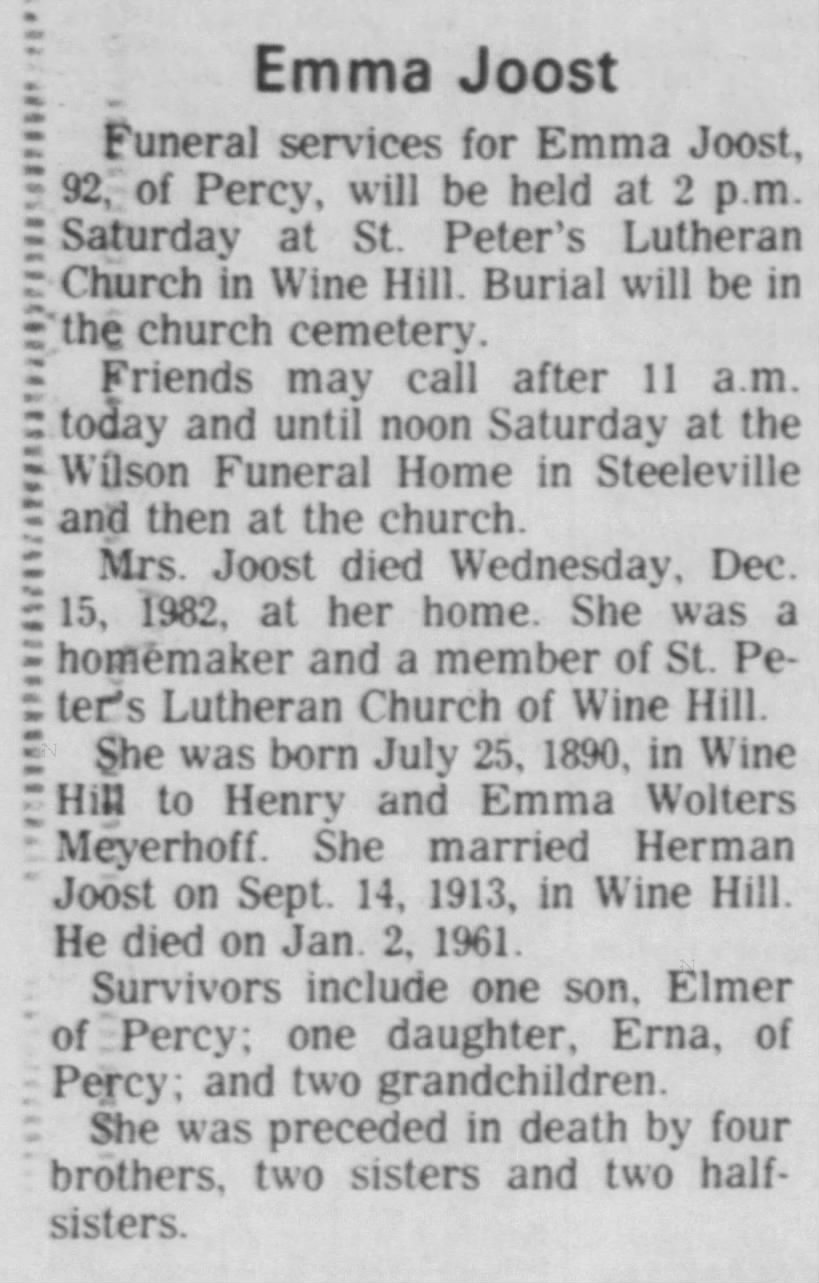 Emma Joost
Funeral services for Emma Joost,
92, of Percy, will be held at 2 p.m.
Saturday at St. Peter's Lutheran
Church in Wine Hill. Burial will be in
the church cemetery.
Friends may call after 11 a.m.
today and until noon Saturday at the
Wilson Funeral Home in Steeleville
and then at the church.
Mrs. Joost died Wednesday, Dec.
15, 1982, at her home. She was a
homemaker and a member of St. Pe-
ter's Lutheran Church of Wine Hill.
She was born July 25, 1890, in Wine
Hill to Henry and Emma Wolters
Meyerhoff. She married Herman
Joost on Sept. 14, 1913, in Wine Hill.
He died on Jan. 2, 1961.
Survivors include one son, Elmer
of Percy; one daughter, Erna, of
Percy; and two grandchildren.
She was preceded in death by four
brothers, two sisters and two half-
sisters.